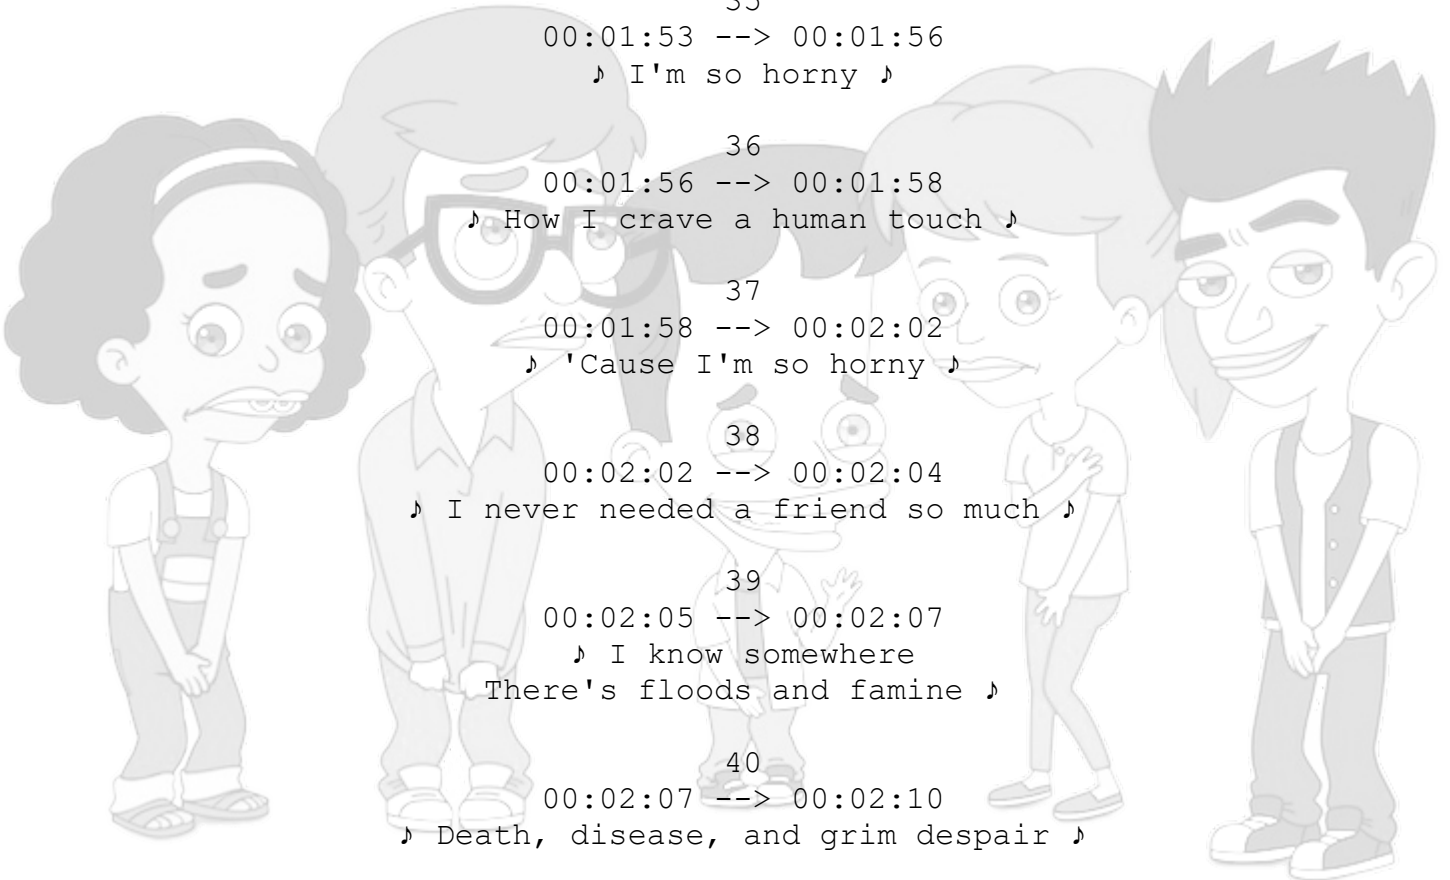 35
00:01:53 --> 00:01:56
♪ I'm so horny ♪
36
00:01:56 --> 00:01:58
♪ How I crave a human touch ♪
37
00:01:58 --> 00:02:02
♪ 'Cause I'm so horny ♪
38
00:02:02 --> 00:02:04
♪ I never needed a friend so much ♪
39
00:02:05 --> 00:02:07
♪ I know somewhere
There's floods and famine ♪
40
00:02:07 --> 00:02:10
♪ Death, disease, and grim despair ♪